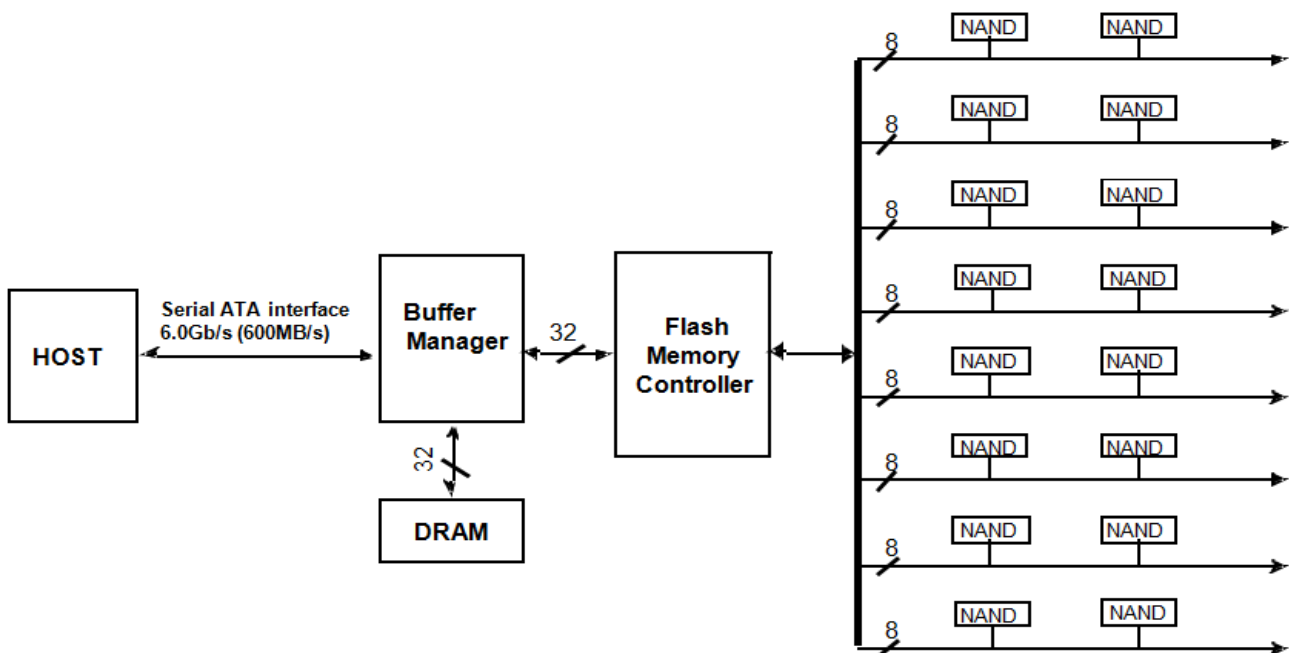 HOST
Serial ATA interface
6.0Gb/s (600MB/s)
Buffer
Manager
32
DRAM
32
Flash
Memory
Controller
8
NAND
NAND
8
NAND
NAND
8
NAND
NAND
8
NAND
NAND
8
NAND
NAND
8
NAND
NAND
8
NAND
NAND
8
NAND
NAND